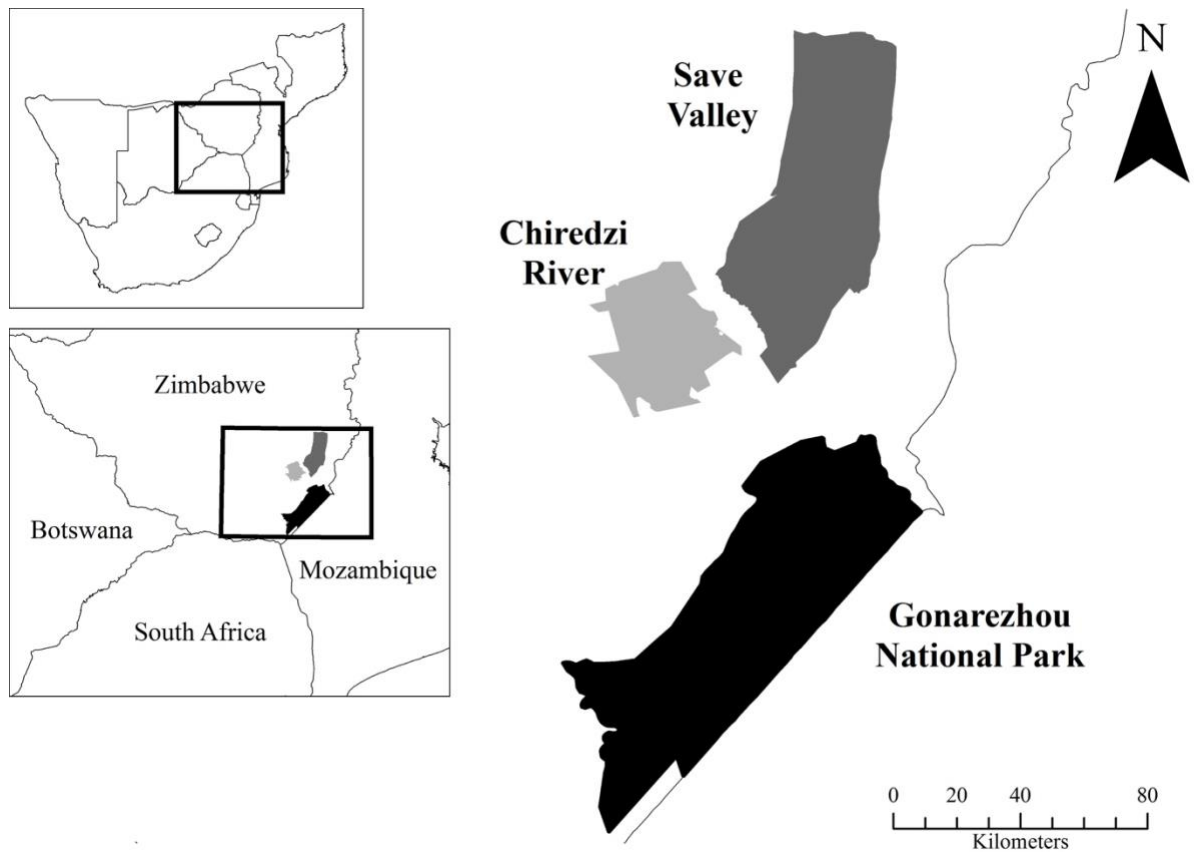 Zimbabwe
Botswana
Mozambique
South Africa
Save
Valley
Chiredzi
River
N
Gonarezhou
National Park
0 20 40 80
Kilometers